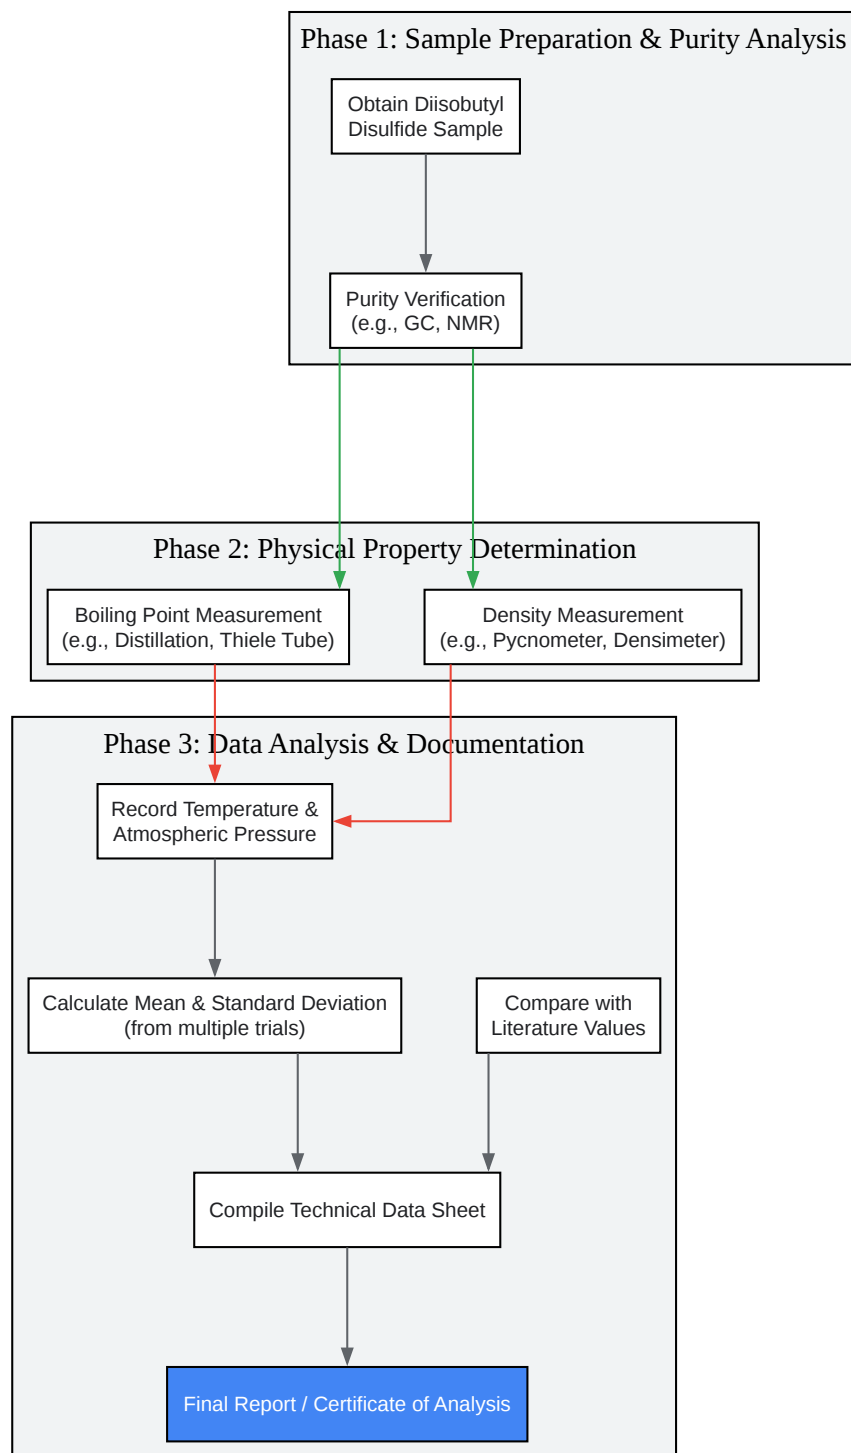 Phase 1: Sample Preparation & Purity Analysis
Obtain Diisobutyl
Disulfide Sample
Purity Verification
(e.g., GC, NMR)
Phase 2: Physical Property Determination
Boiling Point Measurement
(e.g., Distillation, Thiele Tube)
Density Measurement
(e.g., Pycnometer, Densimeter)
Phase 3: Data Analysis & Documentation
Record Temperature &
Atmospheric Pressure
Calculate Mean & Standard Deviation
(from multiple trials)
Compare with
Literature Values
Compile Technical Data Sheet
Final Report / Certificate of Analysis